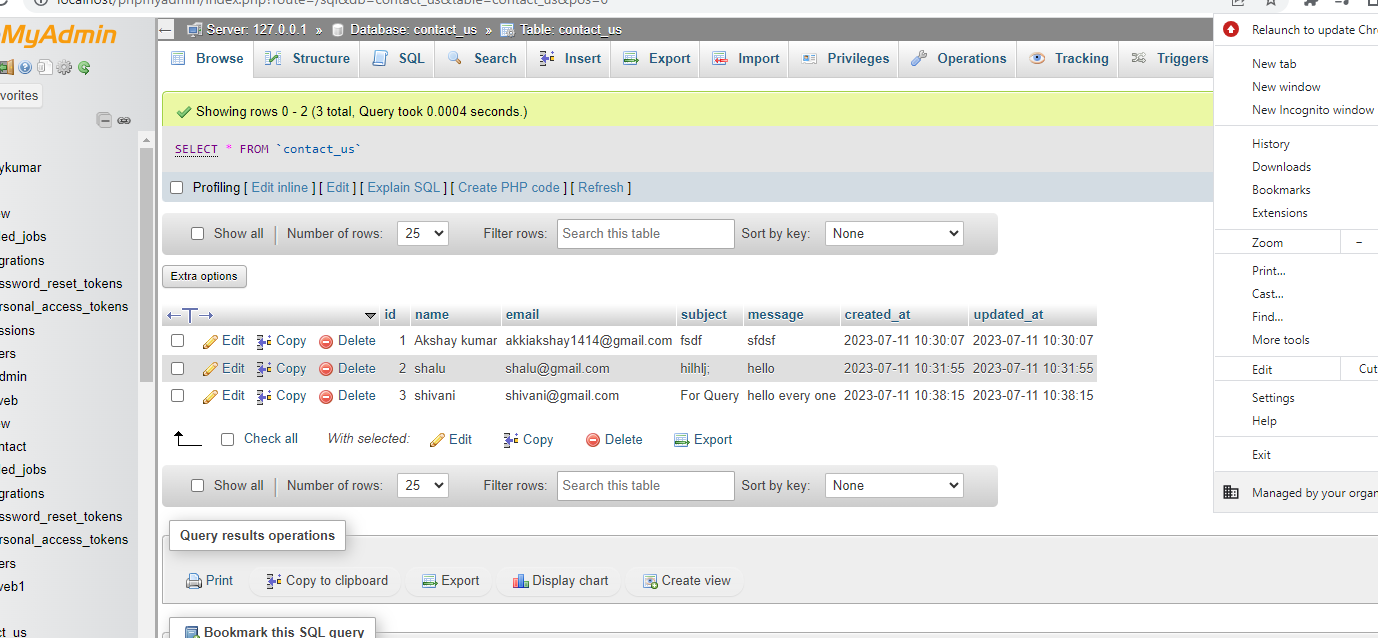 localhost/phpmyadmin/index.php?route=/sql&db=contact_us&table=contact_us&pos=0
MyAdmin
Server: 127.0.0.1 » Database: contact_us » Table: contact_us
Browse Structure SQL Search Insert Export Import Privileges Operations Tracking Triggers
vorites
Showing rows 0 - 2 (3 total, Query took 0.0004 seconds.)
SELECT * FROM `contact_us`
Profiling [ Edit inline ] [ Edit ] [ Explain SQL ] [ Create PHP code ] [ Refresh ]
Show all Number of rows: 25 Filter rows: Search this table Sort by key: None
Extra options
id name email subject message created_at updated_at
Edit Copy Delete 1 Akshay kumar akkiakshay1414@gmail.com fsdf sfdsf 2023-07-11 10:30:07 2023-07-11 10:30:07
Edit Copy Delete 2 shalu shalu@gmail.com hilhlj; hello 2023-07-11 10:31:55 2023-07-11 10:31:55
Edit Copy Delete 3 shivani shivani@gmail.com For Query hello every one 2023-07-11 10:38:15 2023-07-11 10:38:15
Check all With selected: Edit Copy Delete Export
Show all Number of rows: 25 Filter rows: Search this table Sort by key: None
Query results operations
Print Copy to clipboard Export Display chart Create view
Bookmark this SQL query
ykumar
w
ed_jobs
grations
ssword_reset_tokens
rsonal_access_tokens
ssions
ers
dmin
veb
w
ntact
ed_jobs
grations
ssword_reset_tokens
rsonal_access_tokens
ers
veb1
ct_us
Relaunch to update Chr
New tab
New window
New Incognito window
History
Downloads
Bookmarks
Extensions
Zoom –
Print...
Cast...
Find...
More tools
Edit Cut
Settings
Help
Exit
Managed by your organ